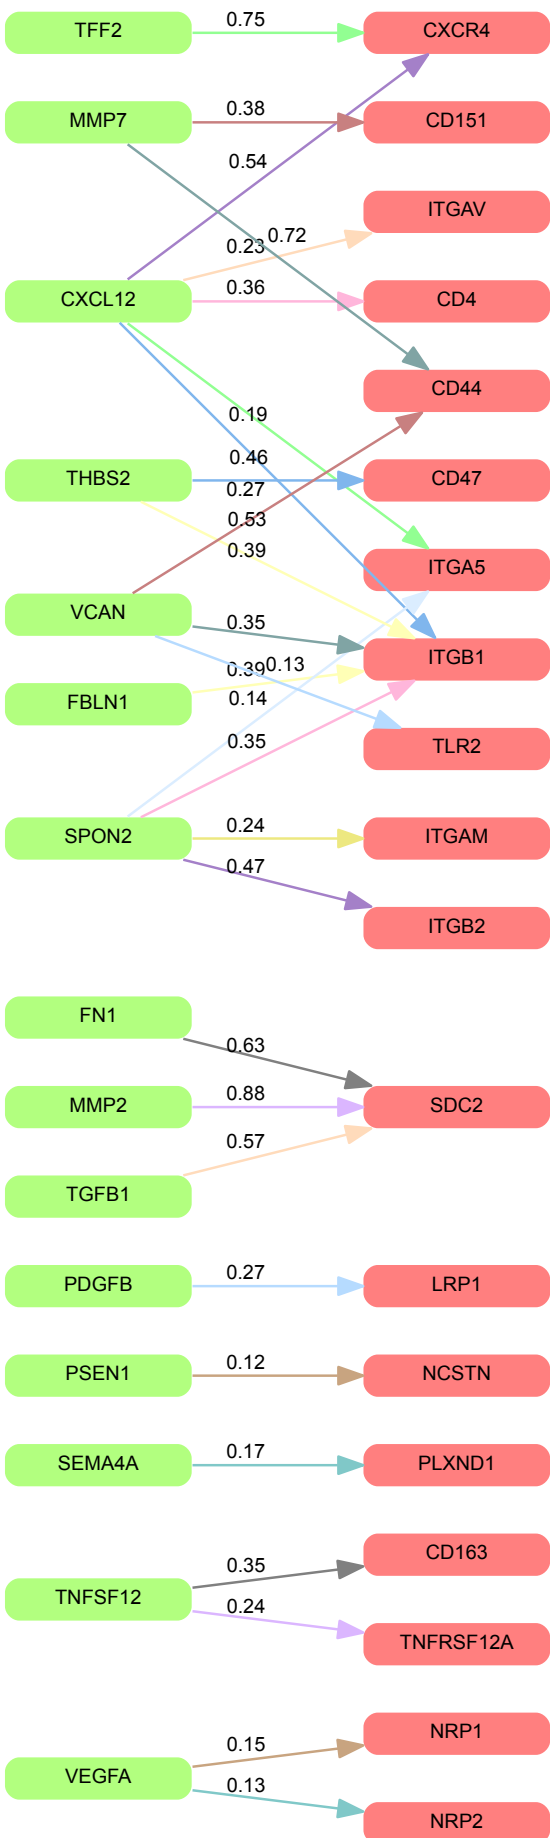 TFF2 0.75 CXCR4
MMP7 0.38 CD151
0.54
ITGAV
0.23 0.72
CXCL12 0.36 CD4
CD44
0.19
0.46
THBS2 CD47
0.27
0.53
0.39
ITGA5
VCAN 0.35
ITGB1
0.39 0.13
FBLN1 0.14
0.35 TLR2
SPON2 0.24 ITGAM
0.47
ITGB2
FN1
0.63
MMP2 0.88 SDC2
0.57
TGFB1
PDGFB 0.27 LRP1
PSEN1 0.12 NCSTN
SEMA4A 0.17 PLXND1
CD163
0.35
TNFSF12
0.24
TNFRSF12A
NRP1
0.15
VEGFA
0.13
NRP2